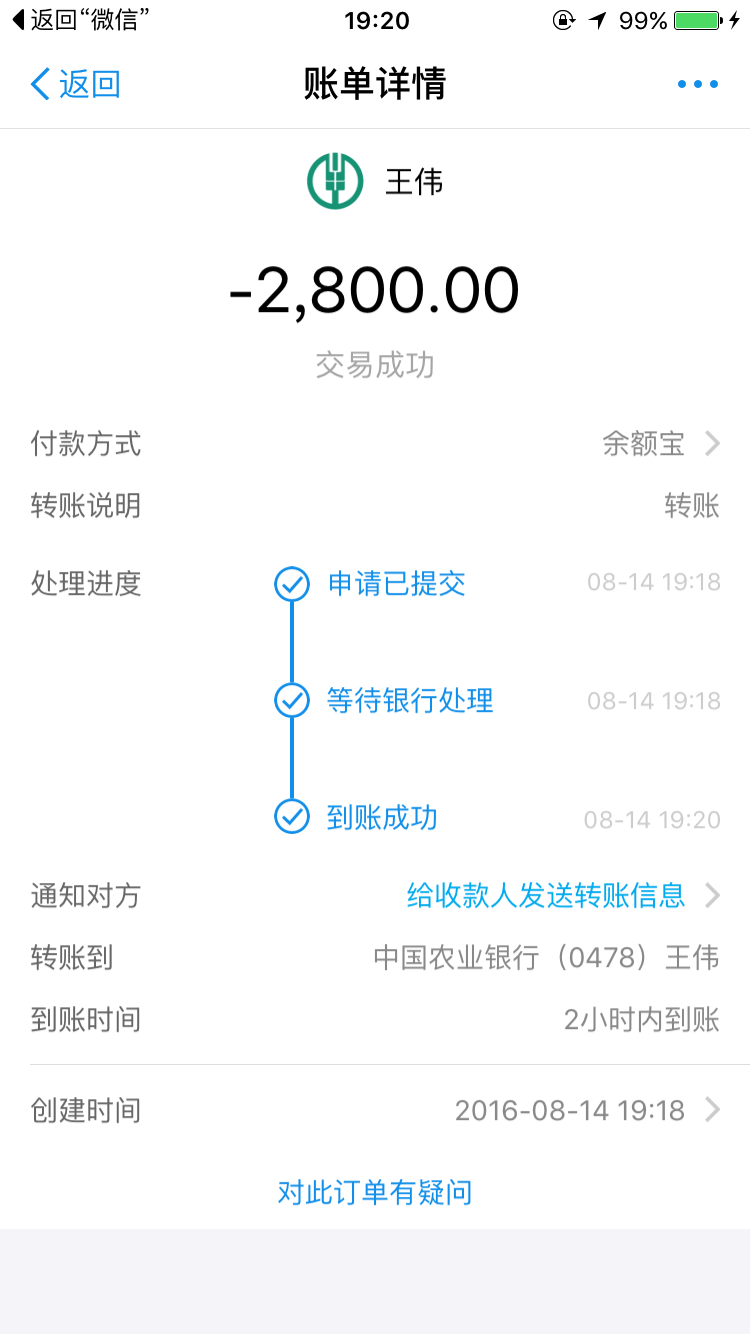 返回“微信”
19:20
99%
返回
账单详情
王伟
-2,800.00
交易成功
付款方式 余额宝
转账说明 转账
处理进度 申请已提交 08-14 19:18
等待银行处理 08-14 19:18
到账成功 08-14 19:20
通知对方 给收款人发送转账信息
转账到 中国农业银行（0478）王伟
到账时间 2小时内到账
创建时间 2016-08-14 19:18
对此订单有疑问